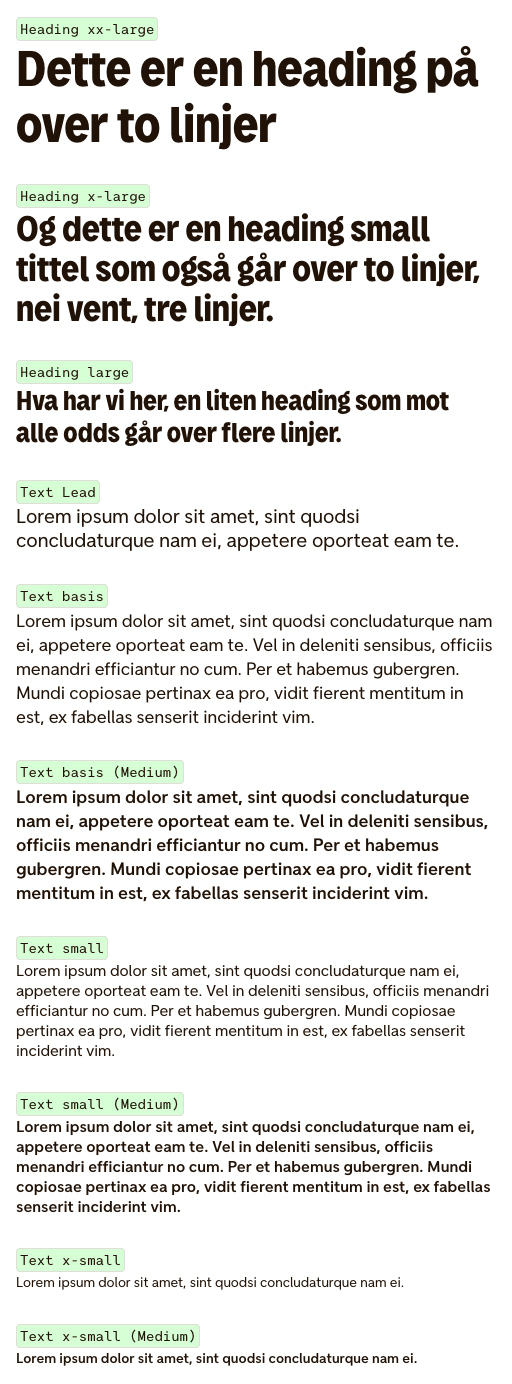 Heading xx-large
Dette er en heading på
over to linjer
Heading x-large
Og dette er en heading small
tittel som også går over to linjer,
nei vent, tre linjer.
Heading large
Hva har vi her, en liten heading som mot
alle odds går over flere linjer.
Text Lead
Lorem ipsum dolor sit amet, sint quodsi
concludaturque nam ei, appetere oporteat eam te.
Text basis
Lorem ipsum dolor sit amet, sint quodsi concludaturque nam
ei, appetere oporteat eam te. Vel in deleniti sensibus, officiis
menandri efficiantur no cum. Per et habemus gubergren.
Mundi copiosae pertinax ea pro, vidit fierent mentitum in
est, ex fabellas senserit inciderint vim.
Text basis (Medium)
Lorem ipsum dolor sit amet, sint quodsi concludaturque
nam ei, appetere oporteat eam te. Vel in deleniti sensibus,
officiis menandri efficiantur no cum. Per et habemus
gubergren. Mundi copiosae pertinax ea pro, vidit fierent
mentitum in est, ex fabellas senserit inciderint vim.
Text small
Lorem ipsum dolor sit amet, sint quodsi concludaturque nam ei,
appetere oporteat eam te. Vel in deleniti sensibus, officiis menandri
efficiantur no cum. Per et habemus gubergren. Mundi copiosae
pertinax ea pro, vidit fierent mentitum in est, ex fabellas senserit
inciderint vim.
Text small (Medium)
Lorem ipsum dolor sit amet, sint quodsi concludaturque nam ei,
appetere oporteat eam te. Vel in deleniti sensibus, officiis
menandri efficiantur no cum. Per et habemus gubergren. Mundi
copiosae pertinax ea pro, vidit fierent mentitum in est, ex fabellas
senserit inciderint vim.
Text x-small
Lorem ipsum dolor sit amet, sint quodsi concludaturque nam ei.
Text x-small (Medium)
Lorem ipsum dolor sit amet, sint quodsi concludaturque nam ei.